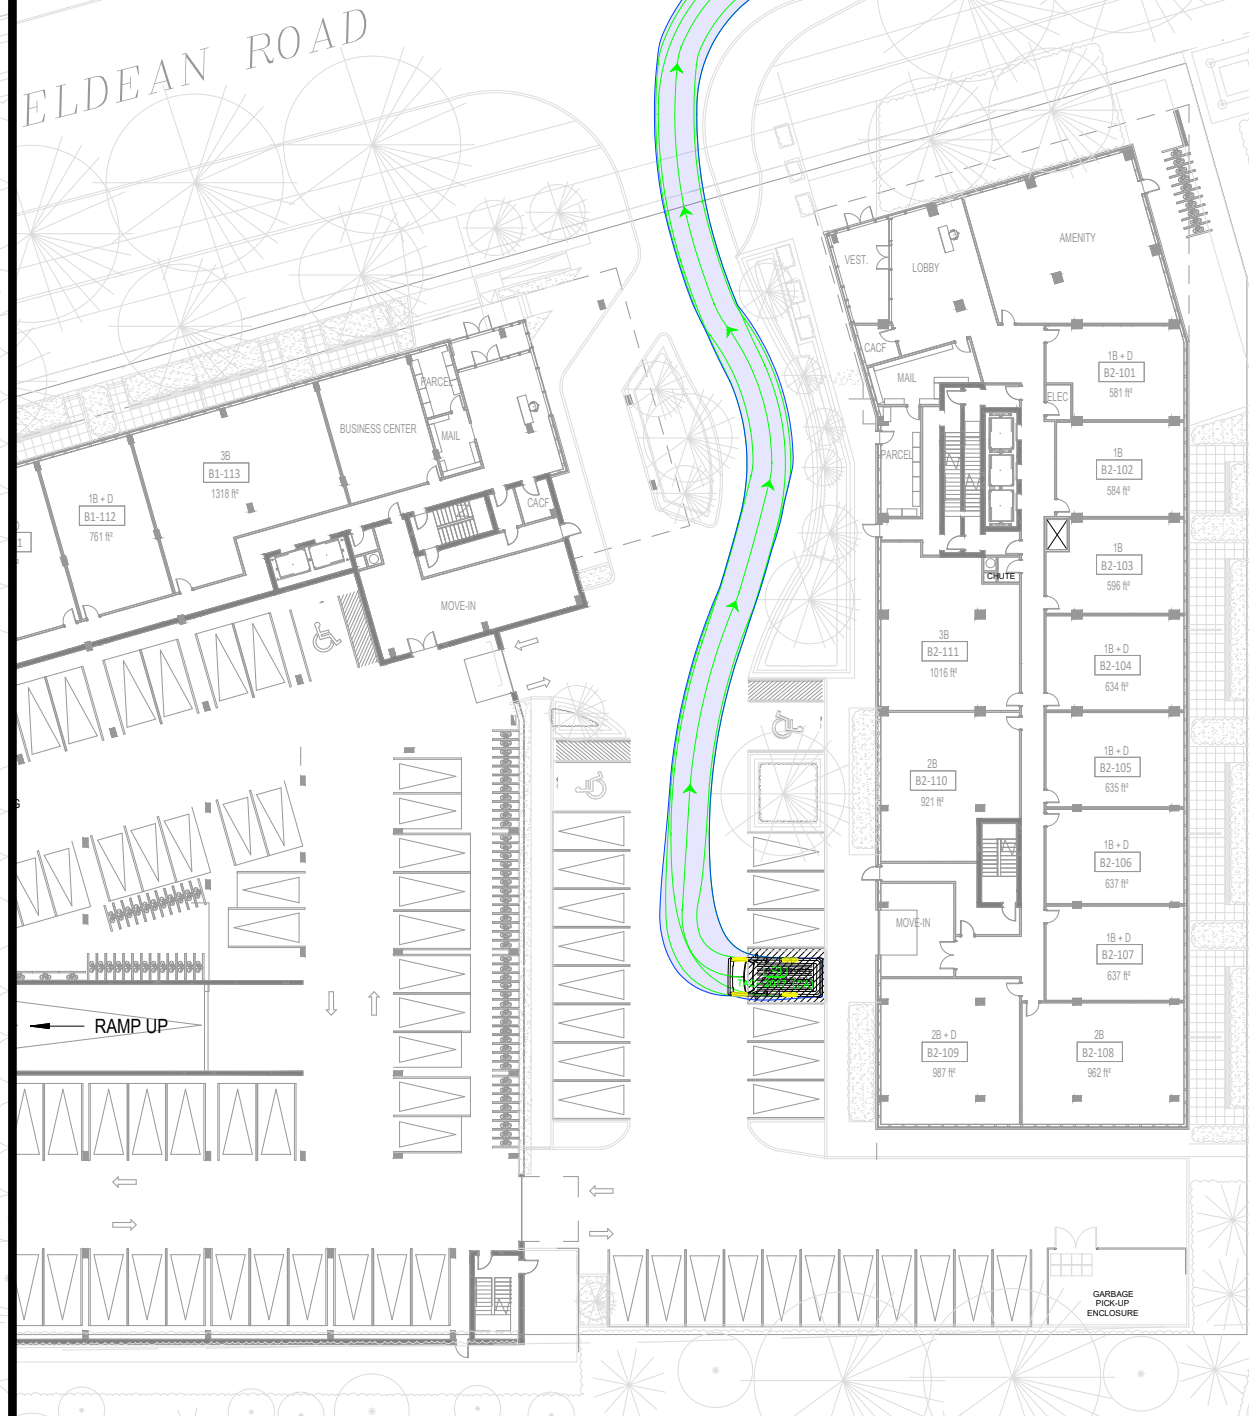 ELDEAN ROAD
AMENITY
VEST.
LOBBY
CACF
MAIL
1B + D
B2-101
581 ft²
ELEC
PARCEL
1B
B2-102
584 ft²
1B
B2-103
596 ft²
CHUTE
3B
B2-111
1016 ft²
1B + D
B2-104
634 ft²
2B
B2-110
921 ft²
1B + D
B2-105
635 ft²
1B + D
B2-106
637 ft²
MOVE-IN
1B + D
B2-107
637 ft²
2B + D
B2-109
987 ft²
2B
B2-108
962 ft²
PARCEL
BUSINESS CENTER
MAIL
3B
B1-113
1318 ft²
1B + D
B1-112
761 ft²
1
CACF
MOVE-IN
G
RAMP UP
GARBAGE
PICK-UP
ENCLOSURE